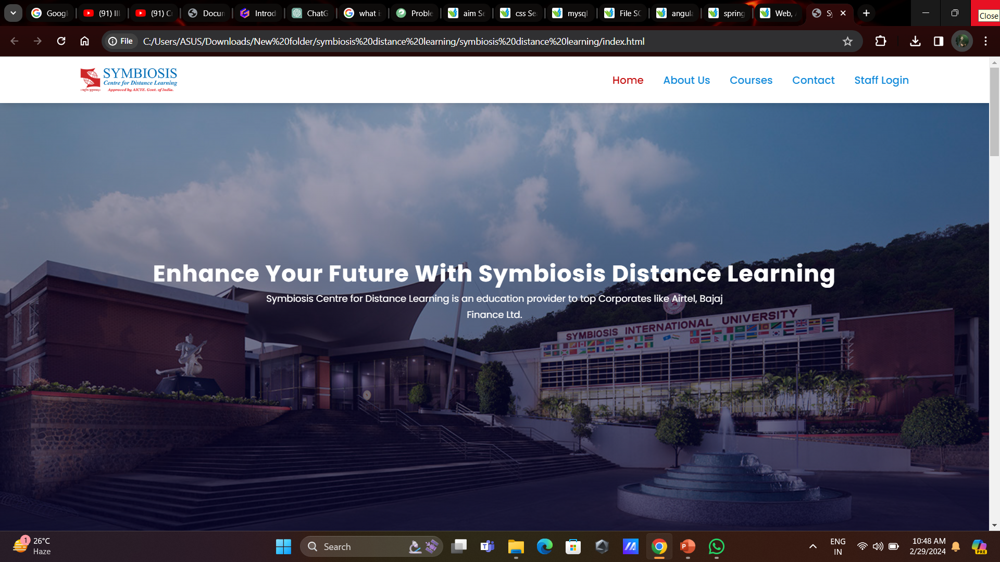 Googl
(91) Ill
(91) C
Docun
Introd
ChatG
what i
Proble
aim Se
css Se
mysql
File SC
angula
spring
Web, A
Sy
Close
File
C:/Users/ASUS/Downloads/New%20folder/symbiosis%20distance%20learning/symbiosis%20distance%20learning/index.html
SYMBIOSIS
Centre for Distance Learning
Approved by AICTE. Govt. of India.
Home
About Us
Courses
Contact
Staff Login
Enhance Your Future With Symbiosis Distance Learning
Symbiosis Centre for Distance Learning is an education provider to top Corporates like Airtel, Bajaj
Finance Ltd.
SYMBIOSIS INTERNATIONAL UNIVERSITY
1
26°C
Haze
Search
ENG
IN
10:48 AM
2/29/2024
PRE